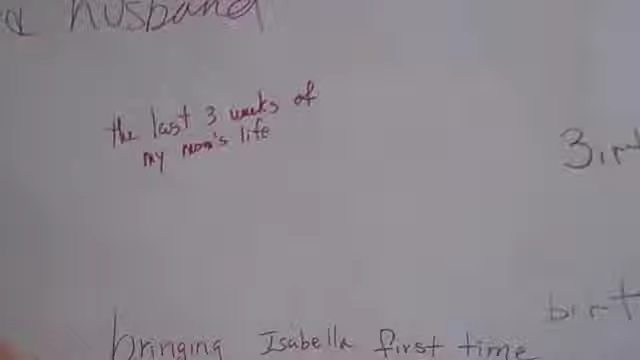 husband
the last 3 weeks of
my mom's life
bringing Isabella first time